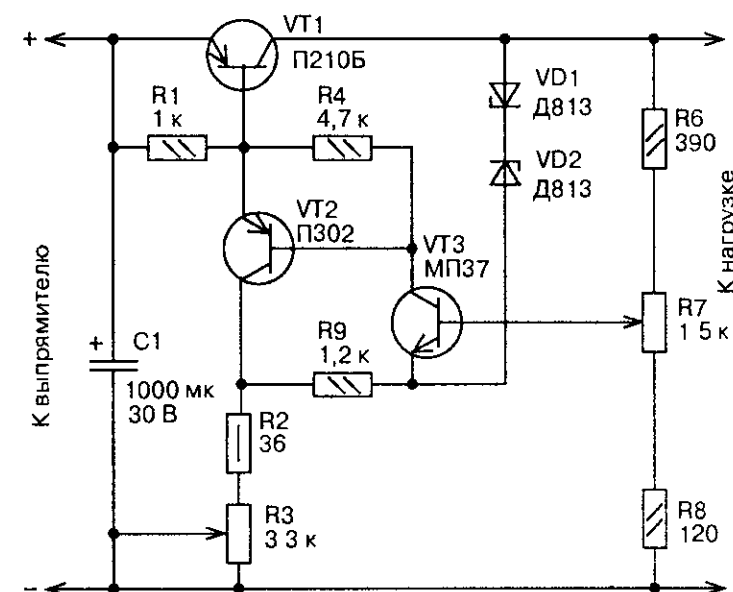 VT1
П210Б
+
R1
1 к
R4
4,7 к
VD1
Д813
R6
390
VT2
П302
VD2
Д813
VT3
МП37
R7
1 5 к
+ C1
1000 мк
30 В
R9
1,2 к
R2
36
R3
3 3 к
R8
120
–
К выпрямителю
К нагрузке